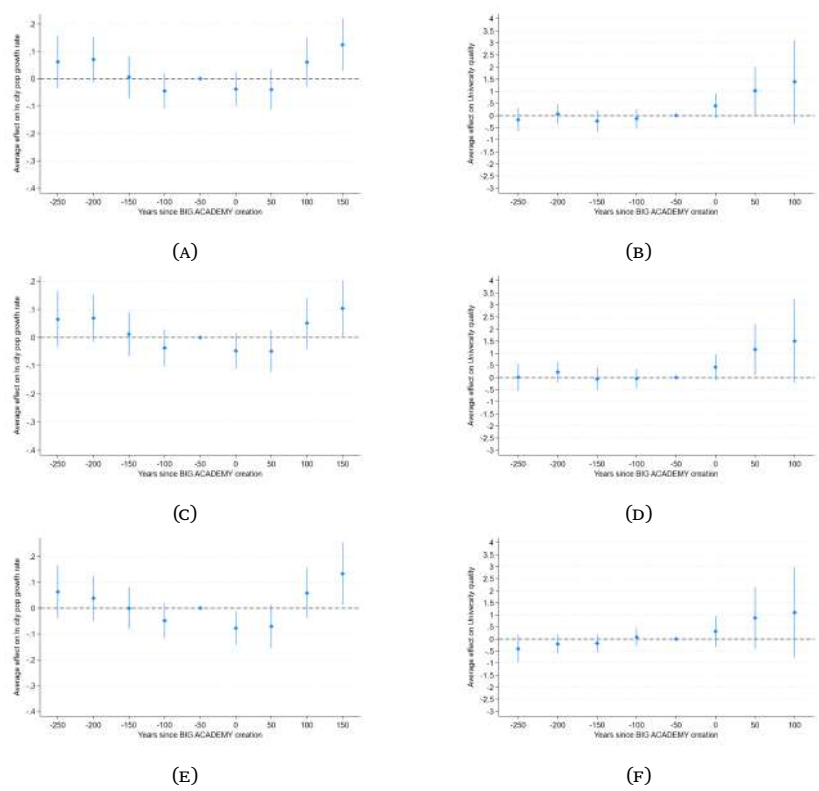 Average effect on ln city pop growth rate
.2
.1
0
-.1
-.2
-.3
-.4
-250 -200 -150 -100 -50 0 50 100 150
Years since BIG ACADEMY creation
(A)
Average effect on University quality
4
3.5
3
2.5
2
1.5
1
.5
0
-.5
-1
-1.5
-2
-2.5
-3
-250 -200 -150 -100 -50 0 50 100
Years since BIG ACADEMY creation
(B)
Average effect on ln city pop growth rate
.2
.1
0
-.1
-.2
-.3
-.4
-250 -200 -150 -100 -50 0 50 100 150
Years since BIG ACADEMY creation
(C)
Average effect on University quality
4
3.5
3
2.5
2
1.5
1
.5
0
-.5
-1
-1.5
-2
-2.5
-3
-250 -200 -150 -100 -50 0 50 100
Years since BIG ACADEMY creation
(D)
Average effect on ln city pop growth rate
.2
.1
0
-.1
-.2
-.3
-.4
-250 -200 -150 -100 -50 0 50 100 150
Years since BIG ACADEMY creation
(E)
Average effect on University quality
4
3.5
3
2.5
2
1.5
1
.5
0
-.5
-1
-1.5
-2
-2.5
-3
-250 -200 -150 -100 -50 0 50 100
Years since BIG ACADEMY creation
(F)